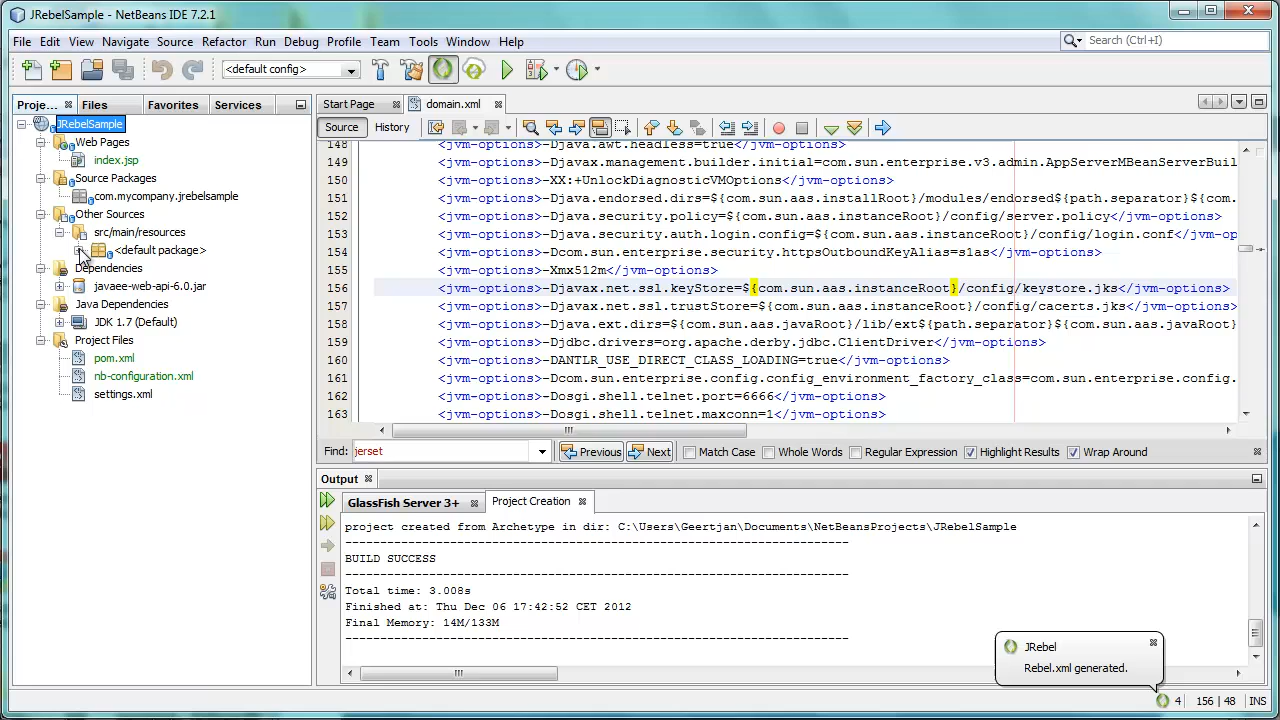 JRebelSample - NetBeans IDE 7.2.1
File Edit View Navigate Source Refactor Run Debug Profile Team Tools Window Help
Search (Ctrl+I)
<default config>
Proje... Files Favorites Services
JRebelSample
Web Pages
index.jsp
Source Packages
com.mycompany.jrebelsample
Other Sources
src/main/resources
<default package>
Dependencies
javaee-web-api-6.0.jar
Java Dependencies
JDK 1.7 (Default)
Project Files
pom.xml
nb-configuration.xml
settings.xml
Start Page domain.xml
Source History
148 <jvm-options>-Djava.awt.headless=true</jvm-options>
149 <jvm-options>-Djavax.management.builder.initial=com.sun.enterprise.v3.admin.AppServerMBeanServerBuil
150 <jvm-options>-XX:+UnlockDiagnosticVMOptions</jvm-options>
151 <jvm-options>-Djava.endorsed.dirs=${com.sun.aas.installRoot}/modules/endorsed${path.separator}${com.s
152 <jvm-options>-Djava.security.policy=${com.sun.aas.instanceRoot}/config/server.policy</jvm-options>
153 <jvm-options>-Djava.security.auth.login.config=${com.sun.aas.instanceRoot}/config/login.conf</jvm-op
154 <jvm-options>-Dcom.sun.enterprise.security.httpsOutboundKeyAlias=s1as</jvm-options>
155 <jvm-options>-Xmx512m</jvm-options>
156 <jvm-options>-Djavax.net.ssl.keyStore=${com.sun.aas.instanceRoot}/config/keystore.jks</jvm-options>
157 <jvm-options>-Djavax.net.ssl.trustStore=${com.sun.aas.instanceRoot}/config/cacerts.jks</jvm-options>
158 <jvm-options>-Djava.ext.dirs=${com.sun.aas.javaRoot}/lib/ext${path.separator}${com.sun.aas.javaRoot}
159 <jvm-options>-Djdbc.drivers=org.apache.derby.jdbc.ClientDriver</jvm-options>
160 <jvm-options>-DANTLR_USE_DIRECT_CLASS_LOADING=true</jvm-options>
161 <jvm-options>-Dcom.sun.enterprise.config.config_environment_factory_class=com.sun.enterprise.config.
162 <jvm-options>-Dosgi.shell.telnet.port=6666</jvm-options>
163 <jvm-options>-Dosgi.shell.telnet.maxconn=1</jvm-options>
Find: jerset Previous Next Match Case Whole Words Regular Expression Highlight Results Wrap Around
Output
GlassFish Server 3+ Project Creation
project created from Archetype in dir: C:\Users\Geertjan\Documents\NetBeansProjects\JRebelSample
------------------------------------------------------------------------
BUILD SUCCESS
------------------------------------------------------------------------
Total time: 3.008s
Finished at: Thu Dec 06 17:42:52 CET 2012
Final Memory: 14M/133M
------------------------------------------------------------------------
JRebel
Rebel.xml generated.
4 156 | 48 INS